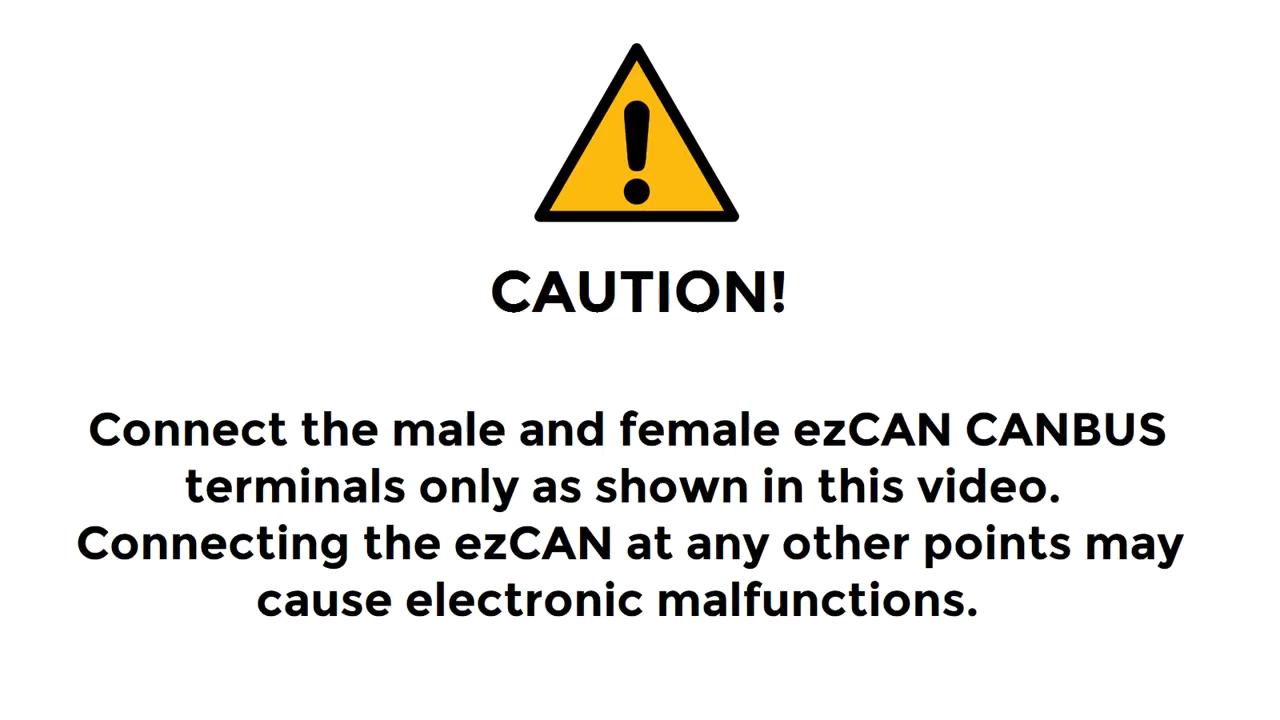 CAUTION!
Connect the male and female ezCAN CANBUS
terminals only as shown in this video.
Connecting the ezCAN at any other points may
cause electronic malfunctions.